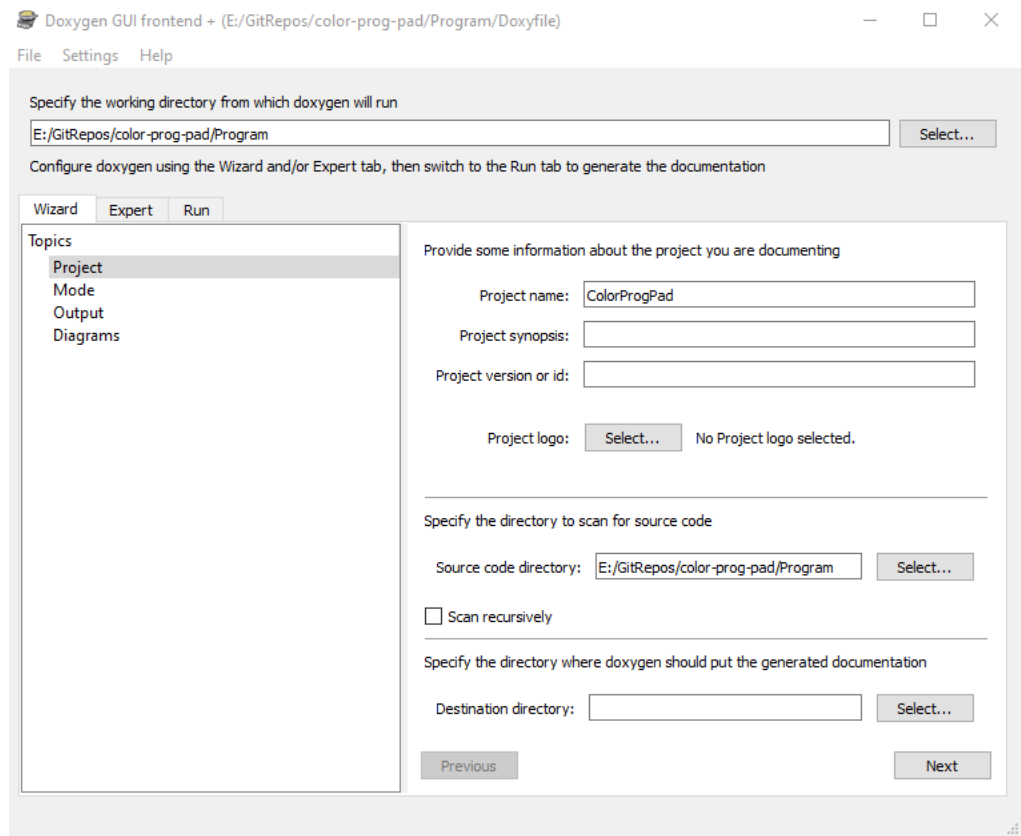 Doxygen GUI frontend + (E:/GitRepos/color-prog-pad/Program/Doxyfile)
File Settings Help
Specify the working directory from which doxygen will run
E:/GitRepos/color-prog-pad/Program Select...
Configure doxygen using the Wizard and/or Expert tab, then switch to the Run tab to generate the documentation
Wizard Expert Run
Topics
Project
Mode
Output
Diagrams
Provide some information about the project you are documenting
Project name: ColorProgPad
Project synopsis:
Project version or id:
Project logo: Select... No Project logo selected.
Specify the directory to scan for source code
Source code directory: E:/GitRepos/color-prog-pad/Program Select...
Scan recursively
Specify the directory where doxygen should put the generated documentation
Destination directory: Select...
Previous Next